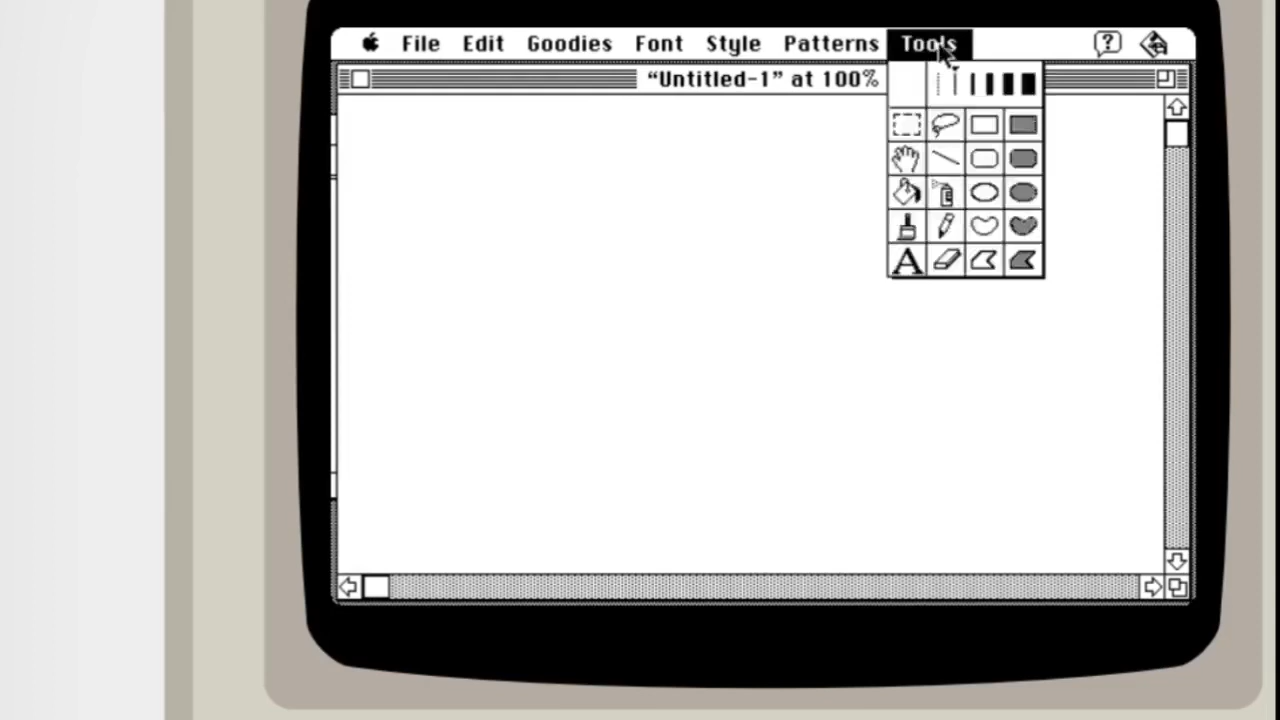 File Edit Goodies Font Style Patterns Tools ?
“Untitled-1” at 100%
A